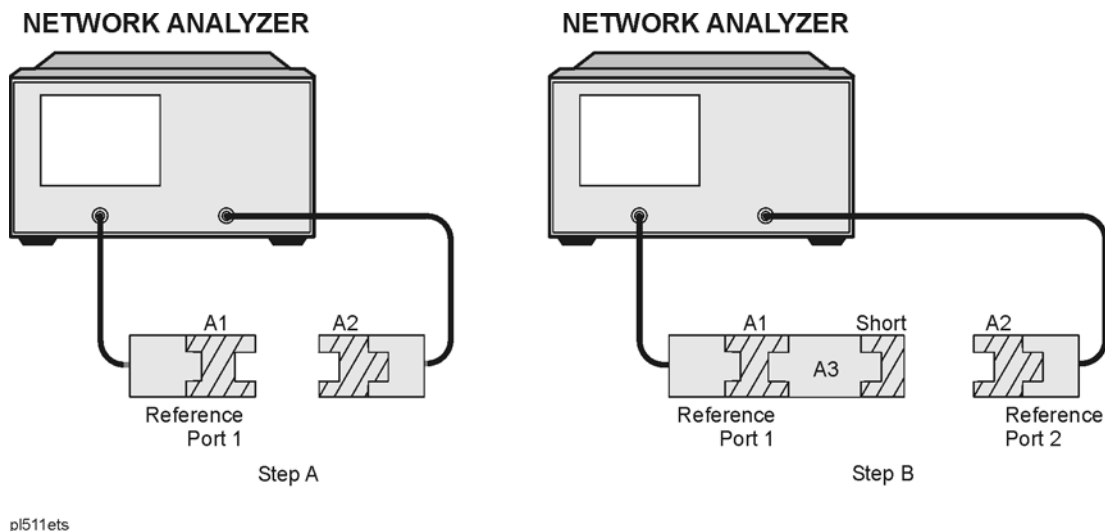 NETWORK ANALYZER
A1
A2
Reference
Port 1
Step A
NETWORK ANALYZER
A1
Short
A2
A3
Reference
Port 1
Reference
Port 2
Step B
pl511ets